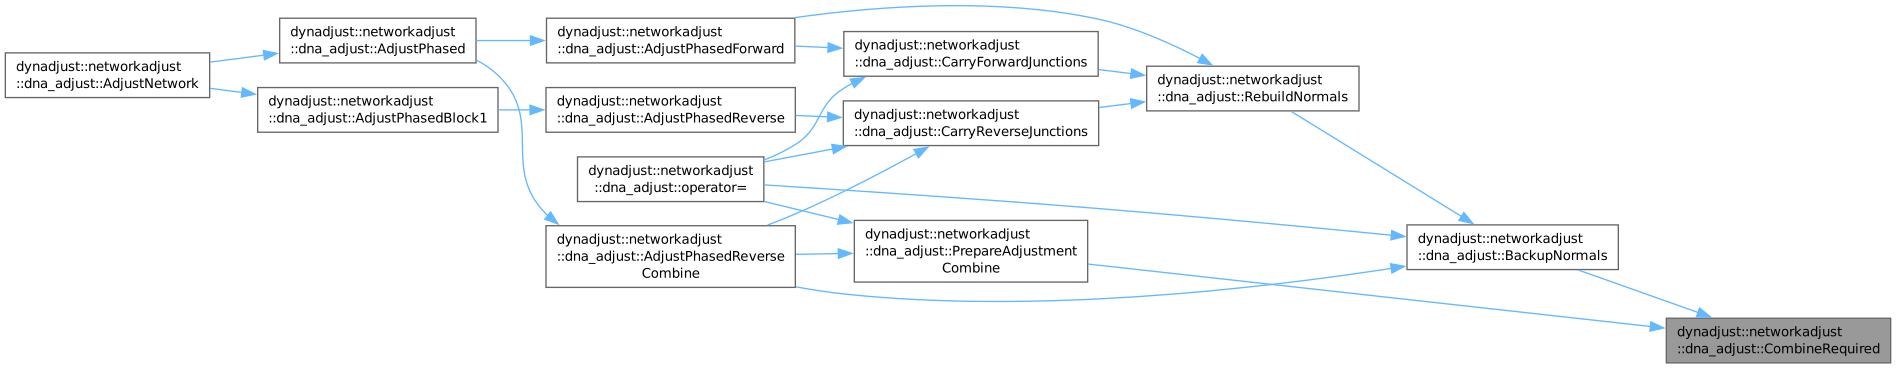 dynadjust::networkadjust
::dna_adjust::AdjustNetwork
dynadjust::networkadjust
::dna_adjust::AdjustPhased
dynadjust::networkadjust
::dna_adjust::AdjustPhasedBlock1
dynadjust::networkadjust
::dna_adjust::AdjustPhasedForward
dynadjust::networkadjust
::dna_adjust::AdjustPhasedReverse
dynadjust::networkadjust
::dna_adjust::operator=
dynadjust::networkadjust
::dna_adjust::AdjustPhasedReverse
Combine
dynadjust::networkadjust
::dna_adjust::CarryForwardJunctions
dynadjust::networkadjust
::dna_adjust::CarryReverseJunctions
dynadjust::networkadjust
::dna_adjust::PrepareAdjustment
Combine
dynadjust::networkadjust
::dna_adjust::RebuildNormals
dynadjust::networkadjust
::dna_adjust::BackupNormals
dynadjust::networkadjust
::dna_adjust::CombineRequired